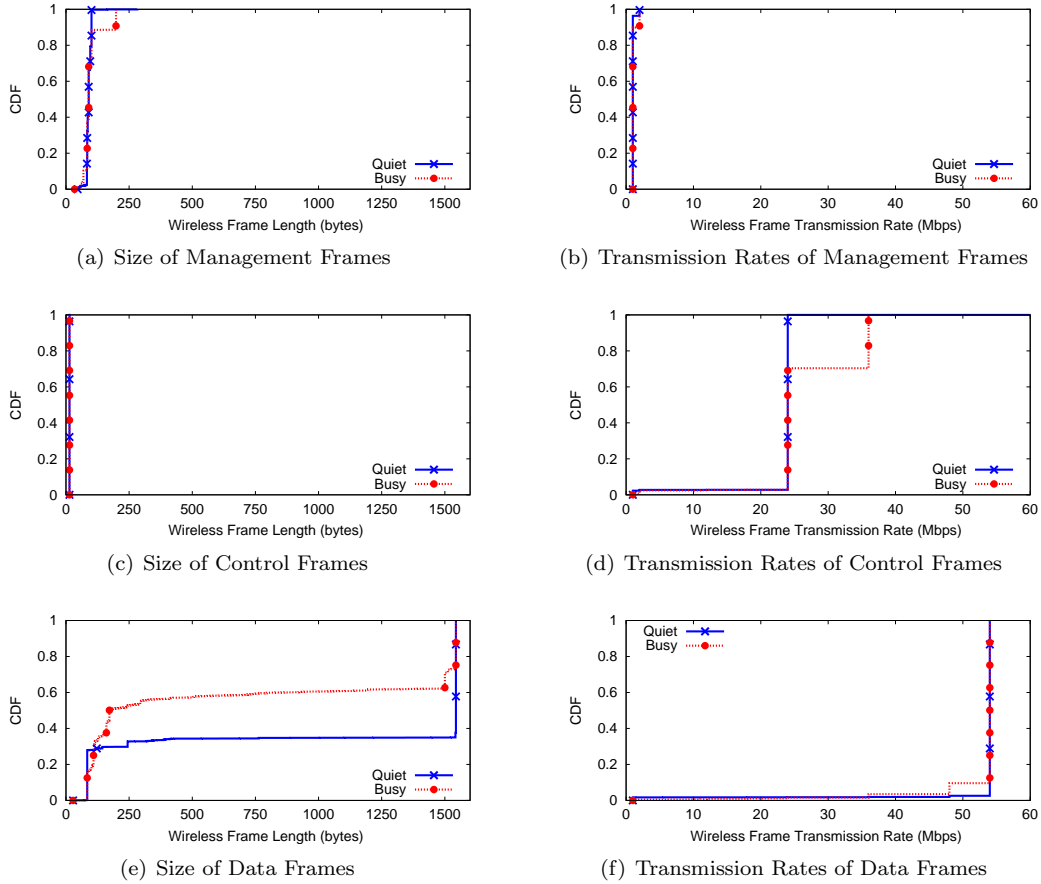 1
0.8
0.6
0.4
0.2
0
CDF
0 250 500 750 1000 1250 1500
Wireless Frame Length (bytes)
Quiet
Busy
(a) Size of Management Frames
1
0.8
0.6
0.4
0.2
0
CDF
0 10 20 30 40 50 60
Wireless Frame Transmission Rate (Mbps)
Quiet
Busy
(b) Transmission Rates of Management Frames
1
0.8
0.6
0.4
0.2
0
CDF
0 250 500 750 1000 1250 1500
Wireless Frame Length (bytes)
Quiet
Busy
(c) Size of Control Frames
1
0.8
0.6
0.4
0.2
0
CDF
0 10 20 30 40 50 60
Wireless Frame Transmission Rate (Mbps)
Quiet
Busy
(d) Transmission Rates of Control Frames
1
0.8
0.6
0.4
0.2
0
CDF
0 250 500 750 1000 1250 1500
Wireless Frame Length (bytes)
Quiet
Busy
(e) Size of Data Frames
1
0.8
0.6
0.4
0.2
0
CDF
0 10 20 30 40 50 60
Wireless Frame Transmission Rate (Mbps)
Quiet
Busy
(f) Transmission Rates of Data Frames